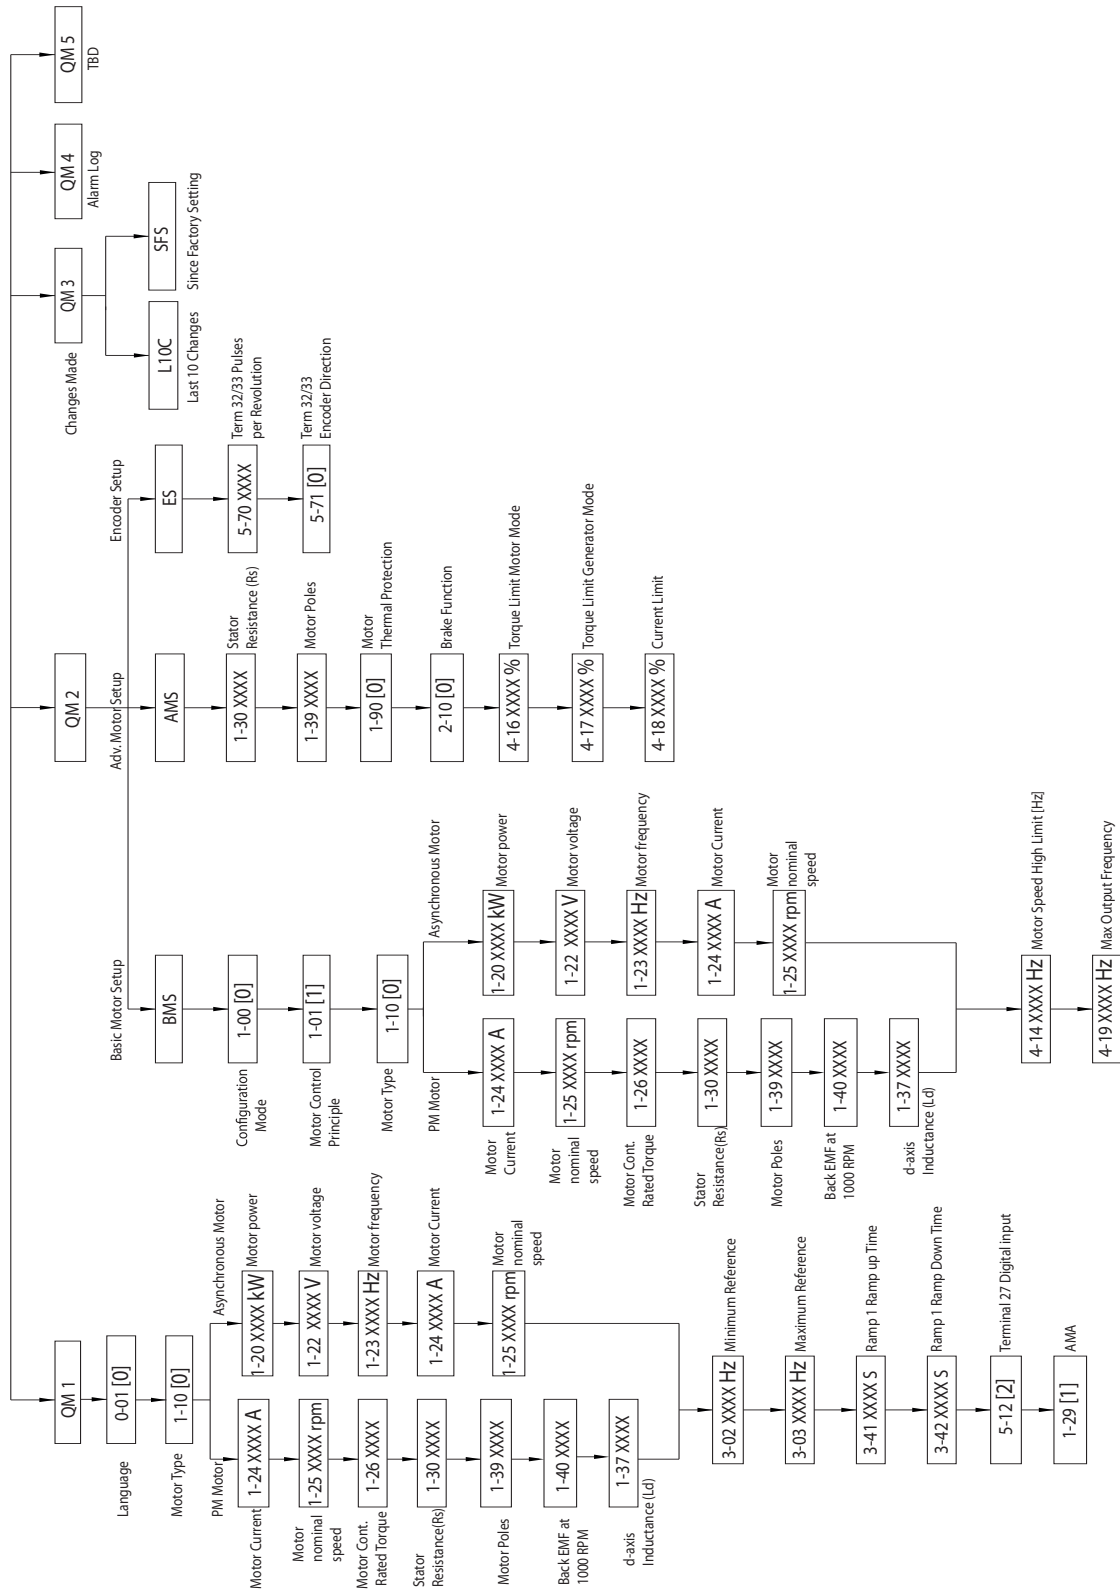 QM 1
Language
0-01 [0]
Motor Type
1-10 [0]
PM Motor
Motor Current
1-24 XXXX A
Motor
nominal
speed
1-25 XXXX rpm
Motor Cont.
Rated Torque
1-26 XXXX
Stator
Resistance(Rs)
1-30 XXXX
Motor Poles
1-39 XXXX
Back EMF at
1000 RPM
1-40 XXXX
d-axis
Inductance (Ld)
1-37 XXXX
Asynchronous Motor
1-20 XXXX kW
Motor power
1-22 XXXX V
Motor voltage
1-23 XXXX Hz
Motor frequency
1-24 XXXX A
Motor Current
1-25 XXXX rpm
Motor
nominal
speed
3-02 XXXX Hz
Minimum Reference
3-03 XXXX Hz
Maximum Reference
3-41 XXXX S
Ramp 1 Ramp up Time
3-42 XXXX S
Ramp 1 Ramp Down Time
5-12 [2]
Terminal 27 Digital input
1-29 [1]
AMA
QM 2
Basic Motor Setup
BMS
Configuration
Mode
1-00 [0]
Motor Control
Principle
1-01 [1]
Motor Type
1-10 [0]
PM Motor
Motor
Current
1-24 XXXX A
Motor
nominal
speed
1-25 XXXX rpm
Motor Cont.
Rated Torque
1-26 XXXX
Stator
Resistance(Rs)
1-30 XXXX
Motor Poles
1-39 XXXX
Back EMF at
1000 RPM
1-40 XXXX
d-axis
Inductance (Ld)
1-37 XXXX
Asynchronous Motor
1-20 XXXX kW
Motor power
1-22 XXXX V
Motor voltage
1-23 XXXX Hz
Motor frequency
1-24 XXXX A
Motor Current
1-25 XXXX rpm
Motor
nominal
speed
4-14 XXXX Hz
Motor Speed High Limit [Hz]
4-19 XXXX Hz
Max Output Frequency
Adv. Motor Setup
AMS
1-30 XXXX
Stator
Resistance (Rs)
1-39 XXXX
Motor Poles
1-90 [0]
Motor
Thermal Protection
2-10 [0]
Brake Function
4-16 XXXX %
Torque Limit Motor Mode
4-17 XXXX %
Torque Limit Generator Mode
4-18 XXXX %
Current Limit
Encoder Setup
ES
5-70 XXXX
Term 32/33 Pulses
per Revolution
5-71 [0]
Term 32/33
Encoder Direction
QM 3
Changes Made
L10C
Last 10 Changes
SFS
Since Factory Setting
QM 4
Alarm Log
QM 5
TBD